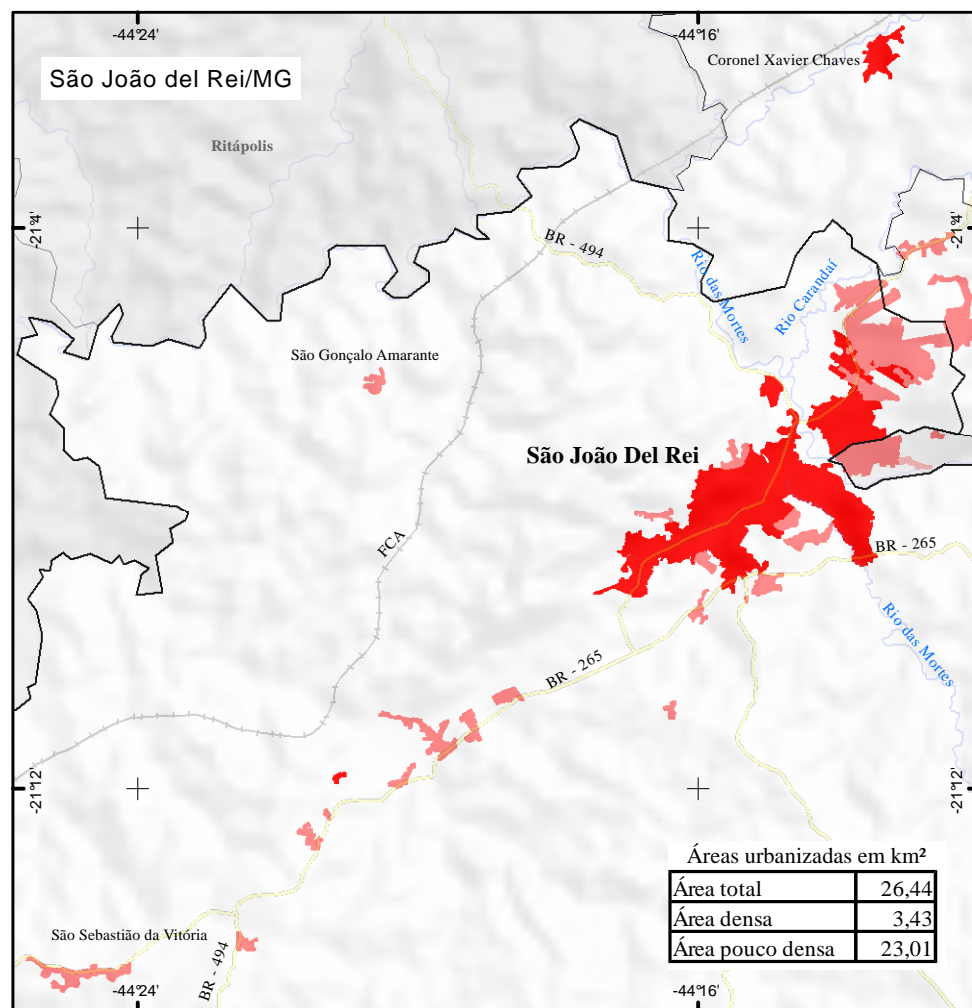 -44°24'
-44°16'
São João del Rei/MG
Coronel Xavier Chaves
Ritápolis
-21°4'
-21°4'
BR - 494
Rio das Mortes
Rio Carandaí
São Gonçalo Amarante
São João Del Rei
FCA
BR - 265
Rio das Mortes
BR - 265
-21°12'
-21°12'
Áreas urbanizadas em km²
Área total 26,44
Área densa 3,43
Área pouco densa 23,01
São Sebastião da Vitória
BR - 494
-44°24'
-44°16'